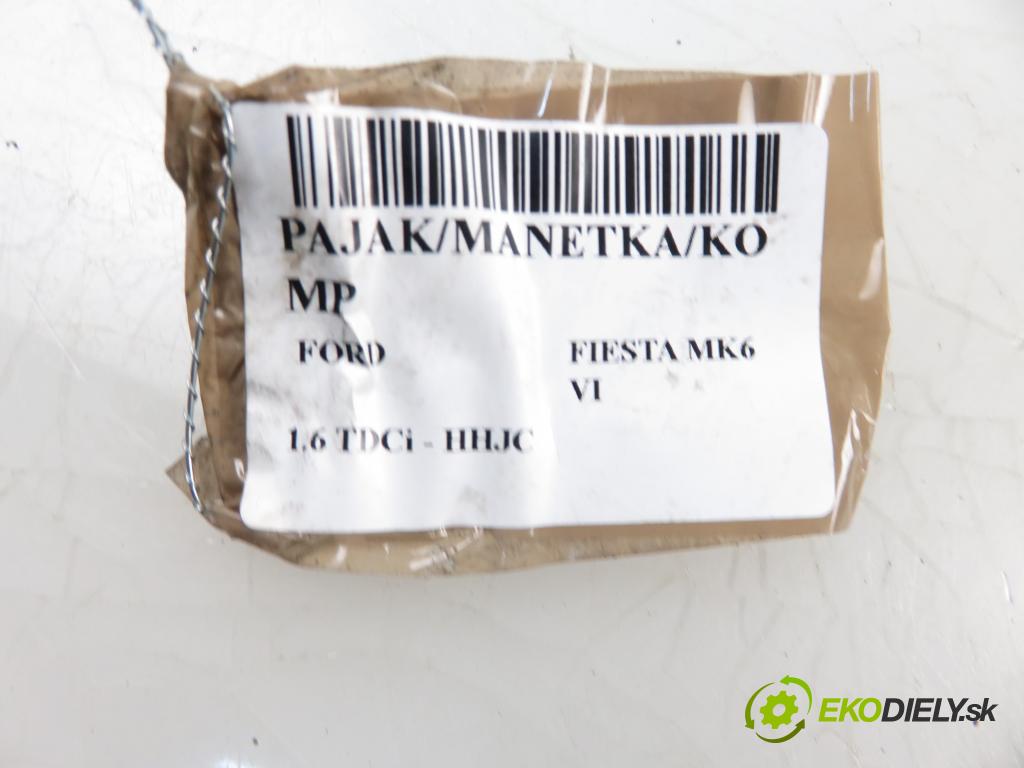 PAJAK/MANETKA/KO
MP
FORD FIESTA MK6
VI
1.6 TDCi - HHJC
EKODIELY.sk